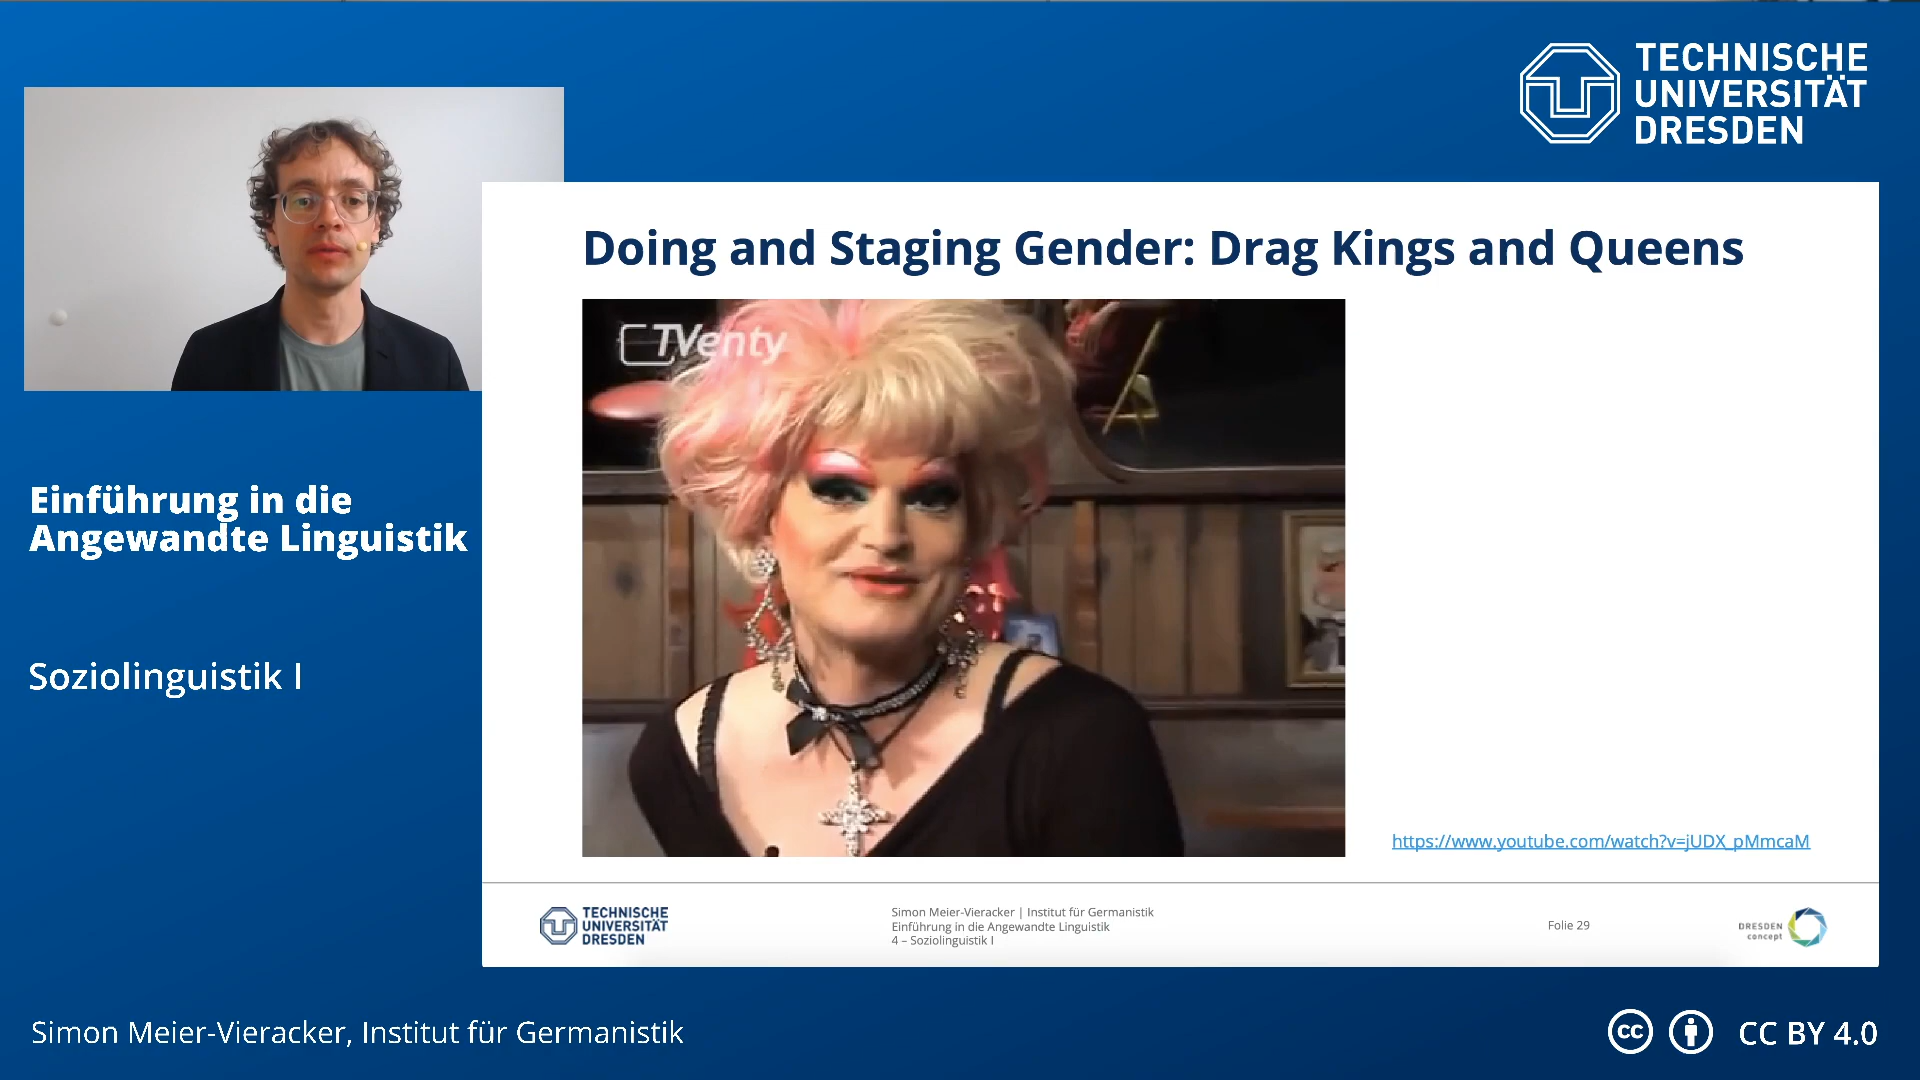 TECHNISCHE
UNIVERSITÄT
DRESDEN
Doing and Staging Gender: Drag Kings and Queens
TVenty
Einführung in die
Angewandte Linguistik
Soziolinguistik I
https://www.youtube.com/watch?v=jUDX_pMmcaM
TECHNISCHE
UNIVERSITÄT
DRESDEN
Simon Meier-Vieracker | Institut für Germanistik
Einführung in die Angewandte Linguistik
4 – Soziolinguistik I
Folie 29
DRESDEN
concept
Simon Meier-Vieracker, Institut für Germanistik
cc
CC BY 4.0